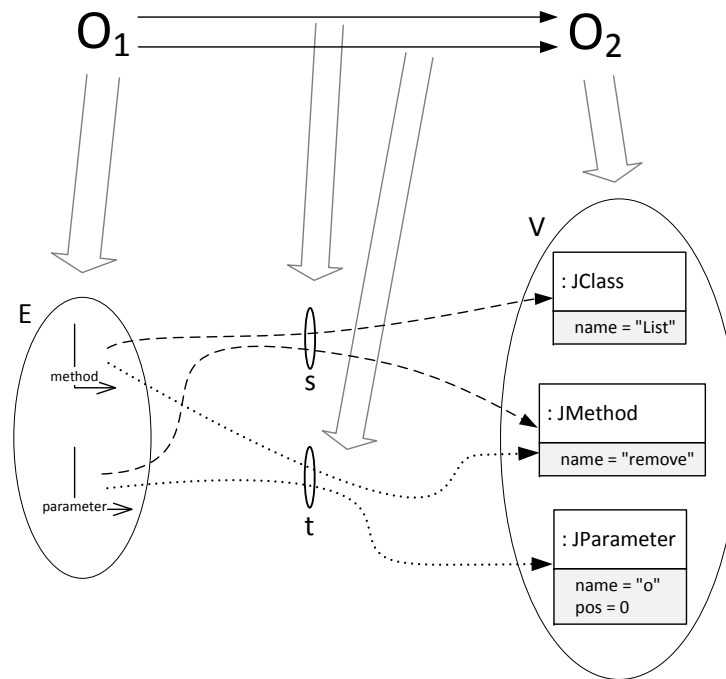 O1 O2
V
: JClass
name = "List"
E
method
s
: JMethod
name = "remove"
parameter
t
: JParameter
name = "o"
pos = 0